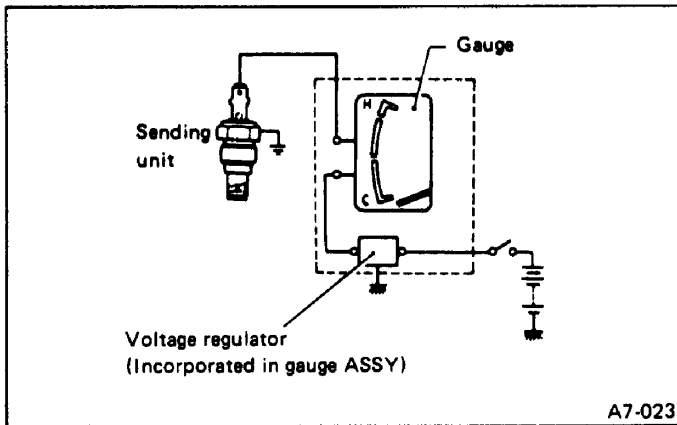 Gauge
H
Sending
unit
C
Voltage regulator
(Incorporated in gauge ASSY)
A7-023